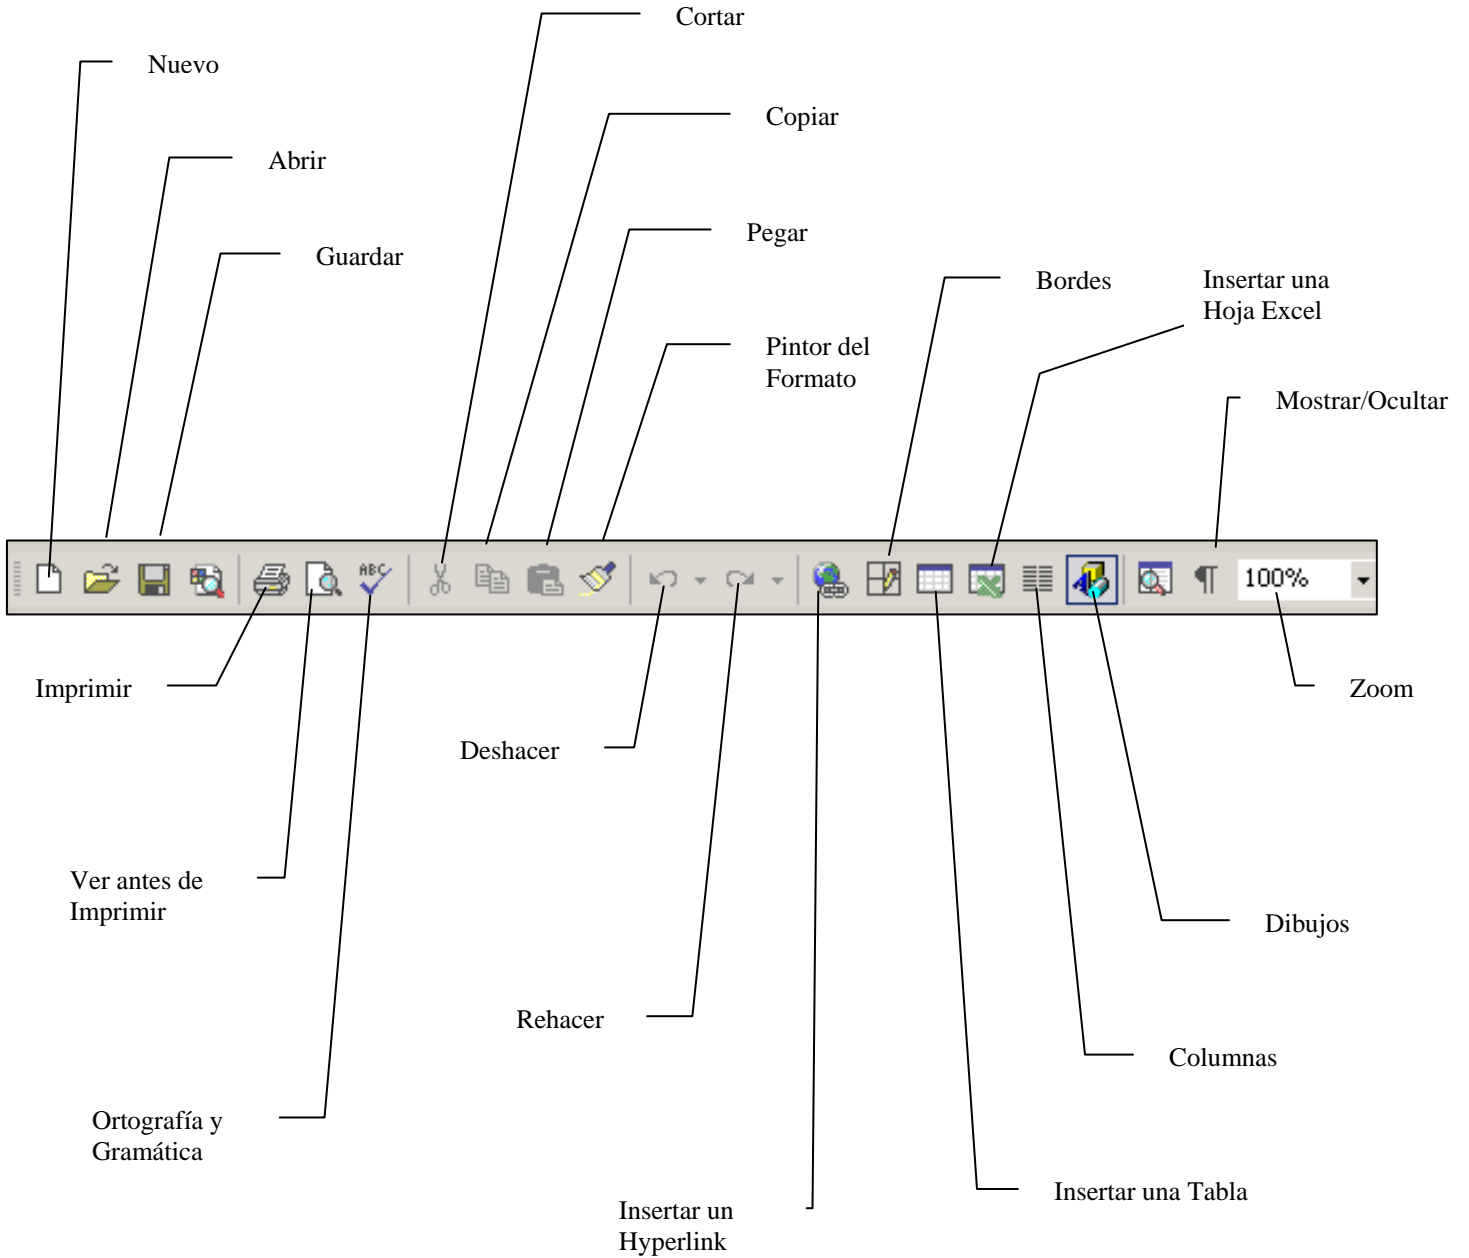 Cortar
Nuevo
Copiar
Abrir
Pegar
Guardar
Bordes
Insertar una
Hoja Excel
Pintor del
Formato
Mostrar/Ocultar
ABC
100%
Imprimir
Zoom
Deshacer
Ver antes de
Imprimir
Dibujos
Rehacer
Columnas
Ortografía y
Gramática
Insertar una Tabla
Insertar un
Hyperlink